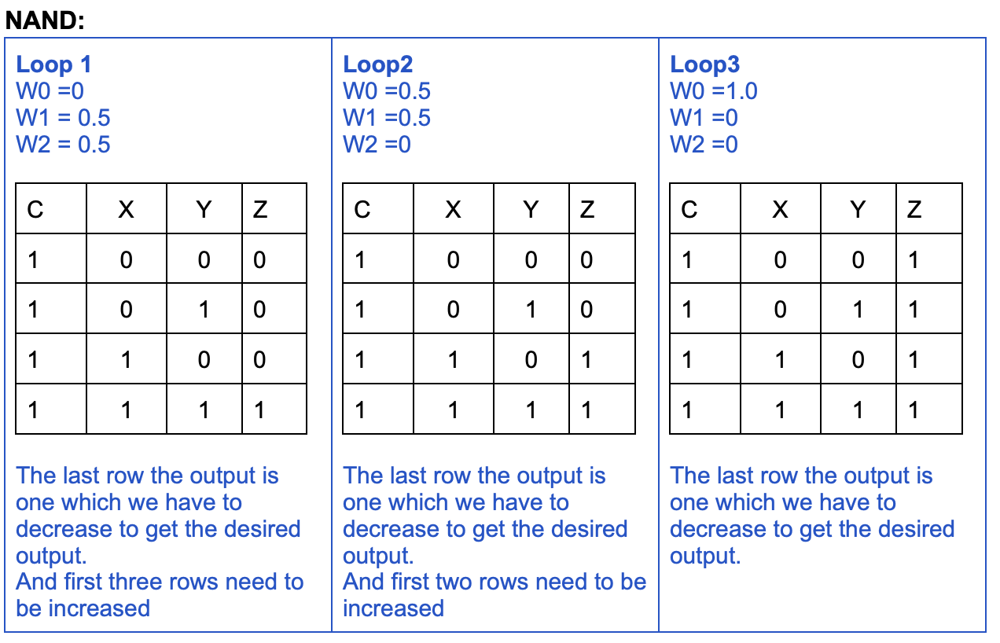 NAND:
Loop 1
W0 =0
W1 = 0.5
W2 = 0.5
C X Y Z
1 0 0 0
1 0 1 0
1 1 0 0
1 1 1 1
The last row the output is
one which we have to
decrease to get the desired
output.
And first three rows need to
be increased
Loop2
W0 =0.5
W1 =0.5
W2 =0
C X Y Z
1 0 0 0
1 0 1 0
1 1 0 1
1 1 1 1
The last row the output is
one which we have to
decrease to get the desired
output.
And first two rows need to be
increased
Loop3
W0 =1.0
W1 =0
W2 =0
C X Y Z
1 0 0 1
1 0 1 1
1 1 0 1
1 1 1 1
The last row the output is
one which we have to
decrease to get the desired
output.